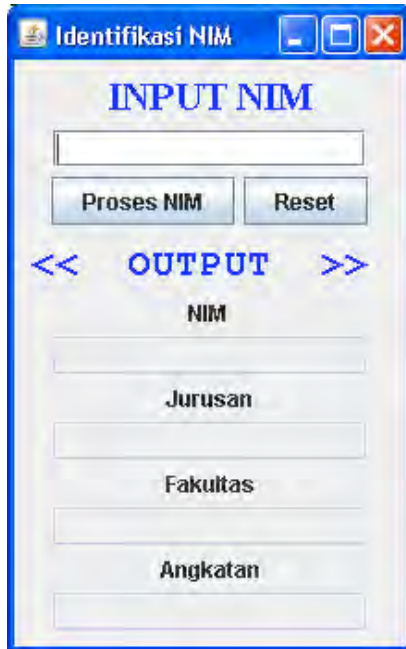 Identifikasi NIM
INPUT NIM
Proses NIM Reset
<< OUTPUT >>
NIM
Jurusan
Fakultas
Angkatan